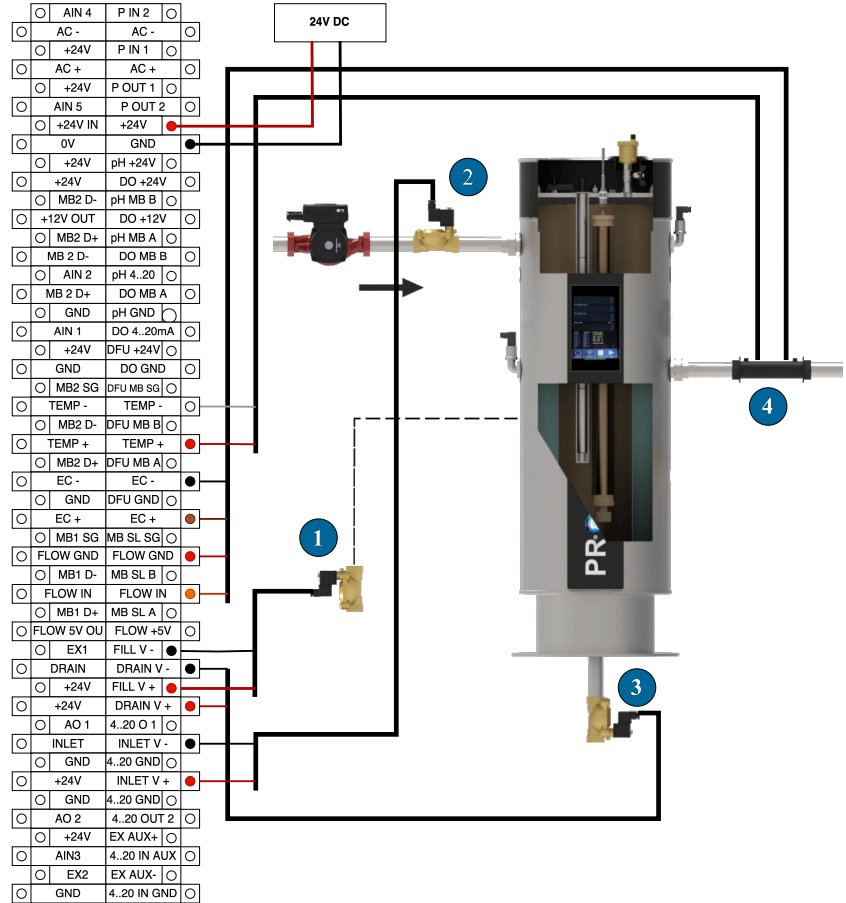 AIN 4 P IN 2
24V DC
AC - AC -
+24V P IN 1
AC + AC +
+24V P OUT 1
AIN 5 P OUT 2
+24V IN +24V
0V GND
+24V pH +24V
+24V DO +24V
2
MB2 D- pH MB B
+12V OUT DO +12V
MB2 D+ pH MB A
MB 2 D- DO MB B
AIN 2 pH 4..20
MB 2 D+ DO MB A
GND pH GND
AIN 1 DO 4..20mA
+24V DFU +24V
GND DO GND
MB2 SG DFU MB SG
TEMP - TEMP -
4
MB2 D- DFU MB B
TEMP + TEMP +
MB2 D+ DFU MB A
EC - EC -
GND DFU GND
EC + EC +
MB1 SG MB SL SG
1
PR
FLOW GND FLOW GND
MB1 D- MB SL B
FLOW IN FLOW IN
MB1 D+ MB SL A
FLOW 5V OU FLOW +5V
EX1 FILL V -
DRAIN DRAIN V -
+24V FILL V +
3
+24V DRAIN V +
AO 1 4..20 O 1
INLET INLET V -
GND 4..20 GND
+24V INLET V +
GND 4..20 GND
AO 2 4..20 OUT 2
+24V EX AUX+
AIN3 4..20 IN AUX
EX2 EX AUX-
GND 4..20 IN GND